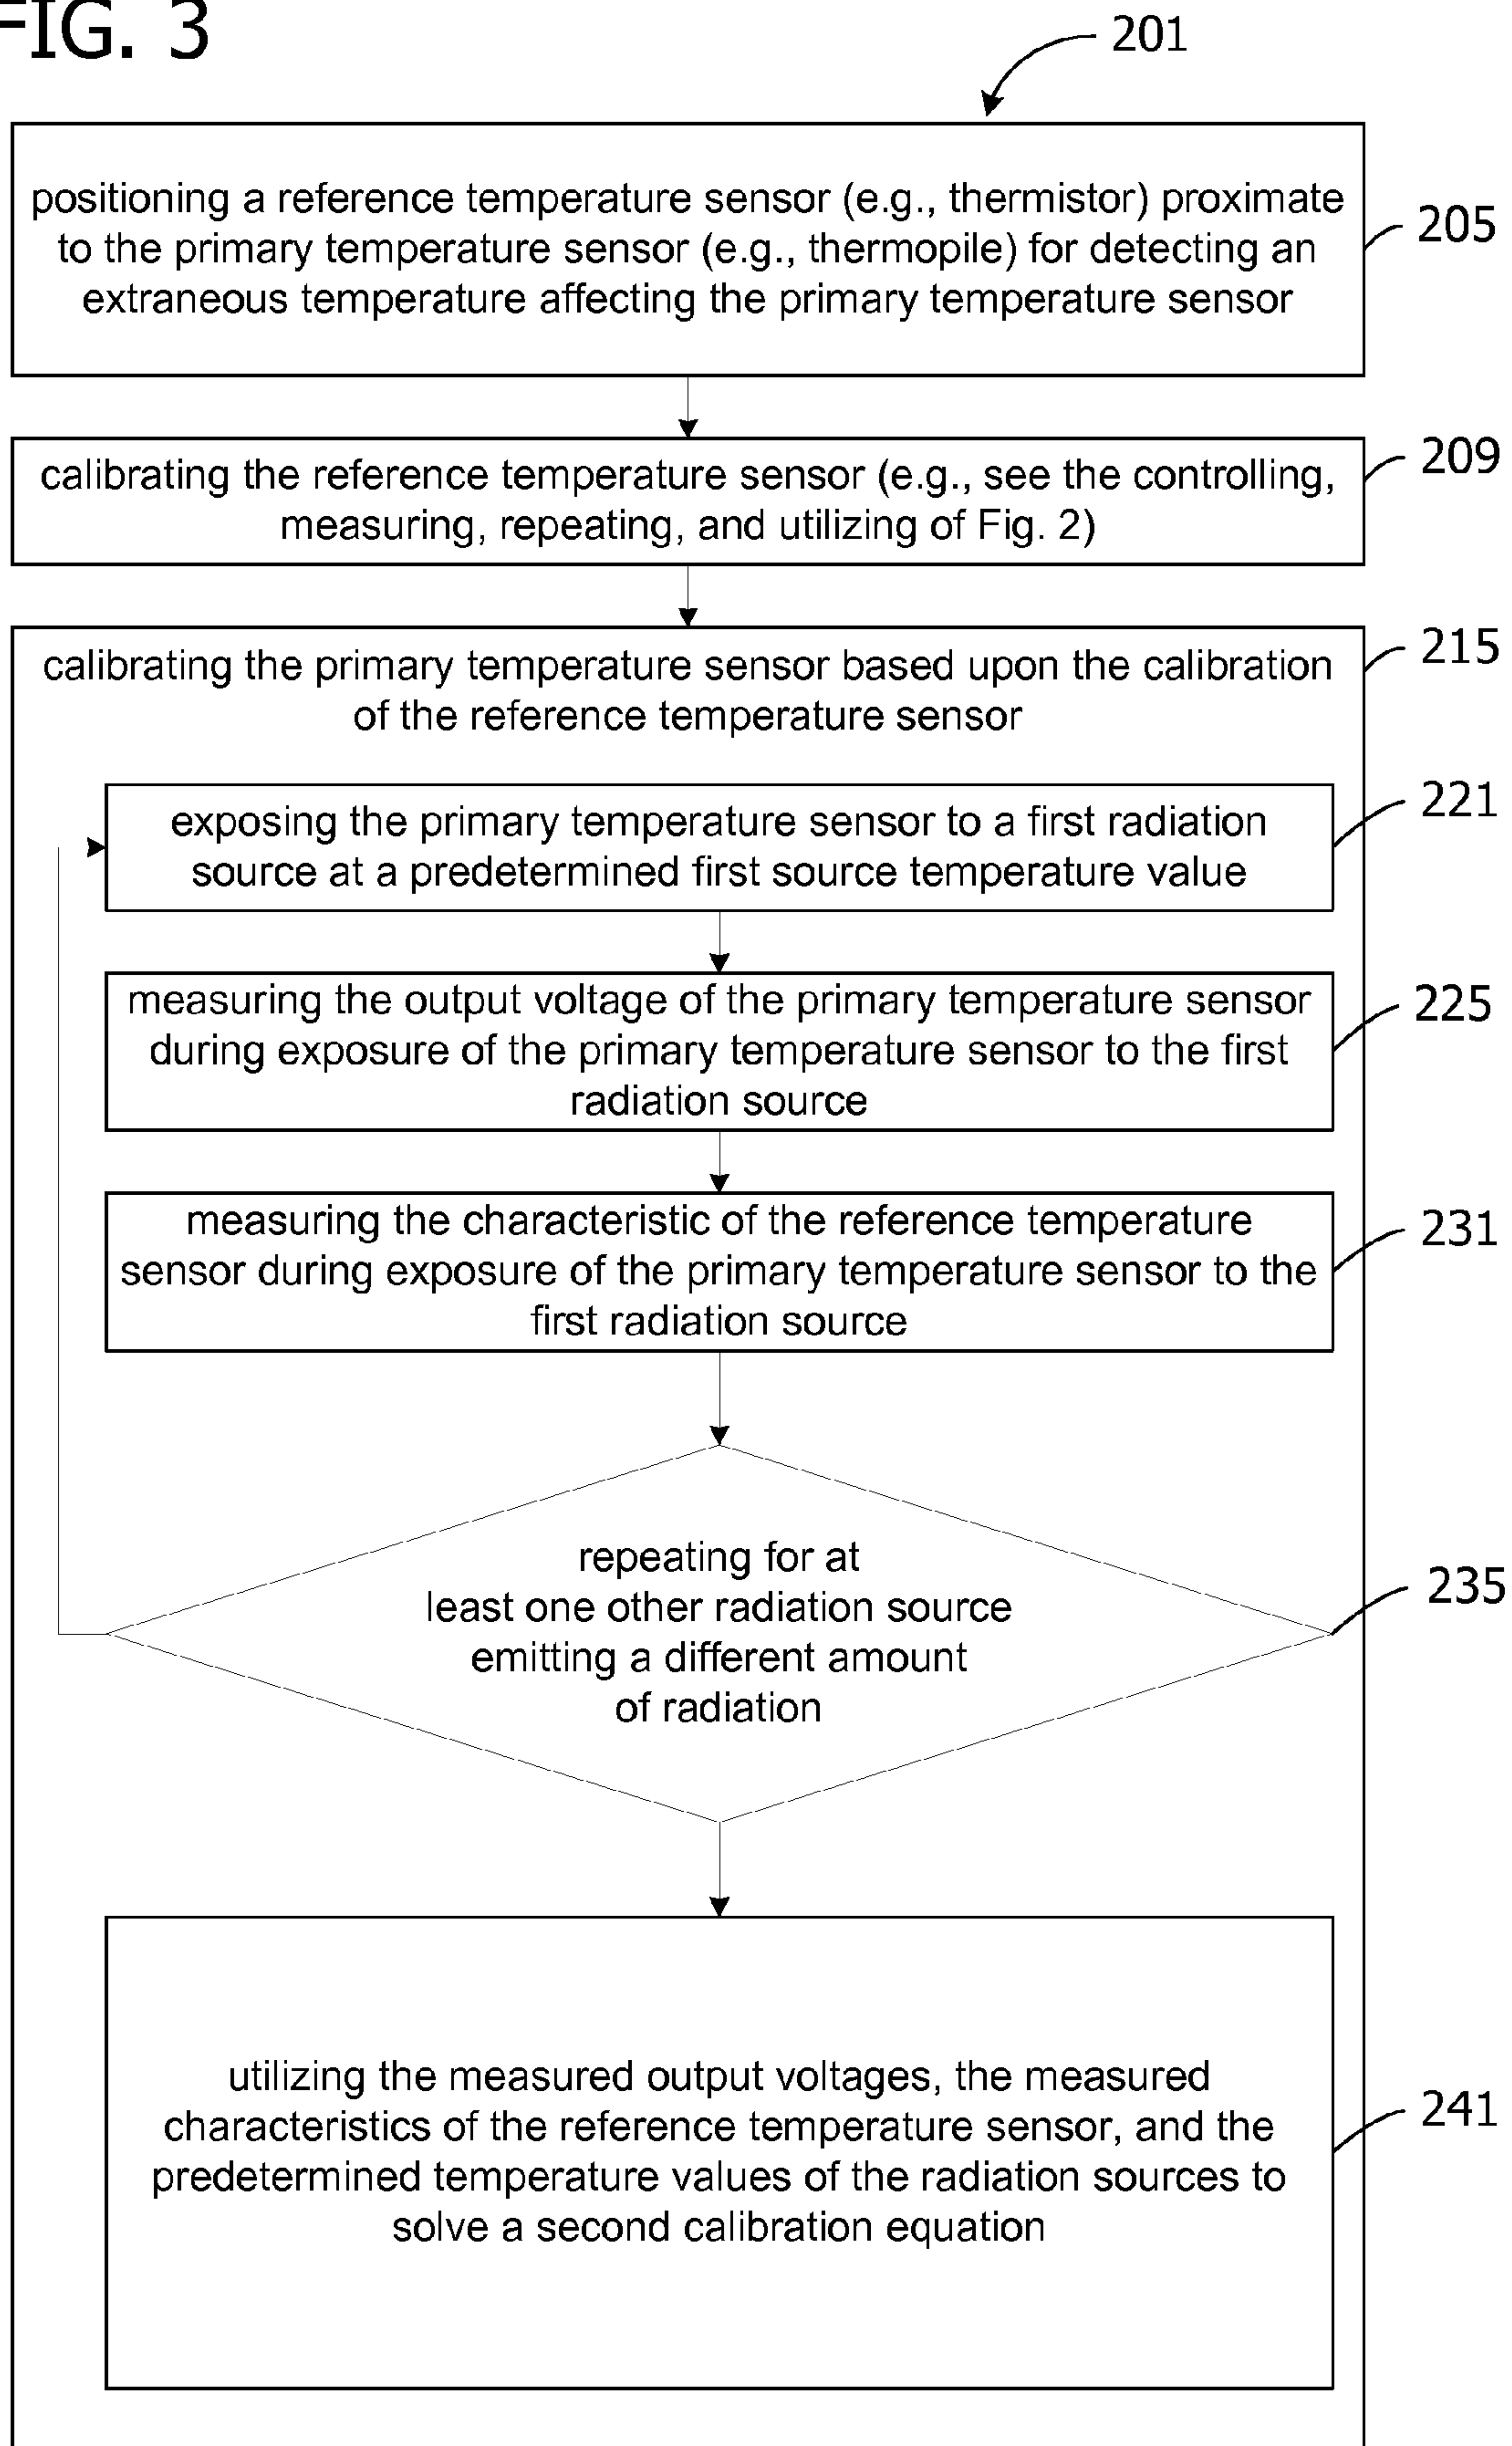 FIG. 3
201
positioning a reference temperature sensor (e.g., thermistor) proximate
to the primary temperature sensor (e.g., thermopile) for detecting an
extraneous temperature affecting the primary temperature sensor
205
calibrating the reference temperature sensor (e.g., see the controlling,
measuring, repeating, and utilizing of Fig. 2)
209
calibrating the primary temperature sensor based upon the calibration
of the reference temperature sensor
215
exposing the primary temperature sensor to a first radiation
source at a predetermined first source temperature value
221
measuring the output voltage of the primary temperature sensor
during exposure of the primary temperature sensor to the first
radiation source
225
measuring the characteristic of the reference temperature
sensor during exposure of the primary temperature sensor to the
first radiation source
231
repeating for at
least one other radiation source
emitting a different amount
of radiation
235
utilizing the measured output voltages, the measured
characteristics of the reference temperature sensor, and the
predetermined temperature values of the radiation sources to
solve a second calibration equation
241